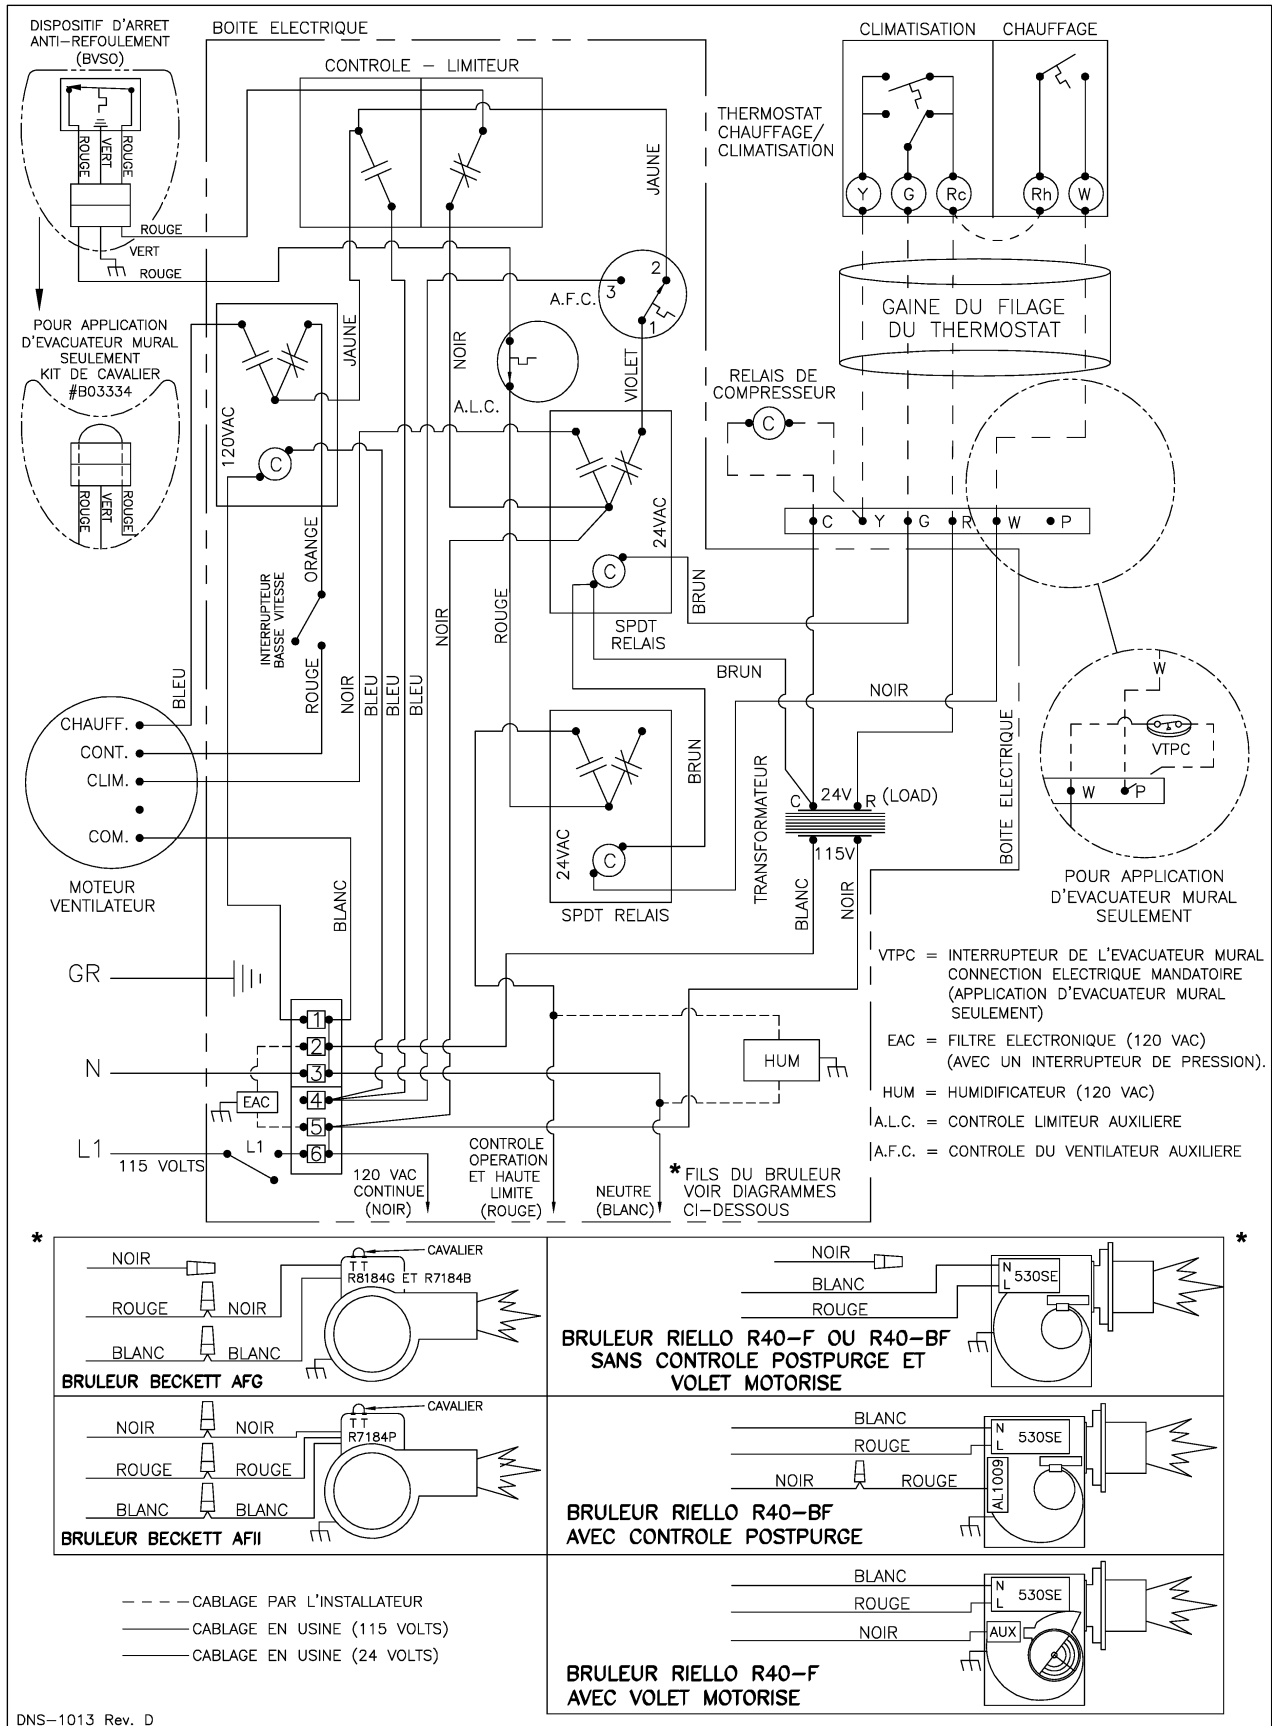 DISPOSITIF D'ARRET
ANTI-REFOULEMENT
(BVSO)
BOITE ELECTRIQUE
CONTROLE - LIMITEUR
CLIMATISATION
CHAUFFAGE
THERMOSTAT
CHAUFFAGE/
CLIMATISATION
ROUGE
VERT
ROUGE
JAUNE
Y
G
Rc
Rh
W
ROUGE
VERT
ROUGE
A.F.C.
3
2
1
GAINE DU FILAGE
DU THERMOSTAT
POUR APPLICATION
D'EVACUATEUR MURAL
SEULEMENT
KIT DE CAVALIER
#B03334
JAUNE
NOIR
VIOLET
A.L.C.
RELAIS DE
COMPRESSEUR
C
120VAC
C
ROUGE
VERT
ROUGE
24VAC
C
C
Y
G
R
W
P
ORANGE
INTERRUPTEUR
BASSE VITESSE
ROUGE
BRUN
SPDT
RELAIS
NOIR
ROUGE
BRUN
NOIR
BLEU
NOIR
BLEU
BLEU
BLEU
CHAUFF.
CONT.
CLIM.
COM.
MOTEUR
VENTILATEUR
BRUN
24VAC
C
SPDT RELAIS
TRANSFORMATEUR
C
24V
R
(LOAD)
115V
BLANC
NOIR
BOITE ELECTRIQUE
W
VTPC
W
P
POUR APPLICATION
D'EVACUATEUR MURAL
SEULEMENT
BLANC
GR
N
L1
115 VOLTS
L1
EAC
1
2
3
4
5
6
HUM
VTPC = INTERRUPTEUR DE L'EVACUATEUR MURAL
CONNECTION ELECTRIQUE MANDATOIRE
(APPLICATION D'EVACUATEUR MURAL
SEULEMENT)
EAC = FILTRE ELECTRONIQUE (120 VAC)
(AVEC UN INTERRUPTEUR DE PRESSION).
HUM = HUMIDIFICATEUR (120 VAC)
A.L.C. = CONTROLE LIMITEUR AUXILIERE
A.F.C. = CONTROLE DU VENTILATEUR AUXILIERE
120 VAC
CONTINUE
(NOIR)
CONTROLE
OPERATION
ET HAUTE
LIMITE
(ROUGE)
NEUTRE
(BLANC)
* FILS DU BRULEUR
VOIR DIAGRAMMES
CI-DESSOUS
*
*
NOIR
CAVALIER
T T
R8184G ET R7184B
ROUGE
NOIR
BLANC
BLANC
BRULEUR BECKETT AFG
NOIR
BLANC
ROUGE
N
L
530SE
BRULEUR RIELLO R40-F OU R40-BF
SANS CONTROLE POSTPURGE ET
VOLET MOTORISE
NOIR
NOIR
CAVALIER
T T
R7184P
ROUGE
ROUGE
BLANC
BLANC
BRULEUR BECKETT AFII
BLANC
ROUGE
NOIR
ROUGE
N
L
530SE
AL1009
BRULEUR RIELLO R40-BF
AVEC CONTROLE POSTPURGE
BLANC
ROUGE
NOIR
N
L
530SE
AUX
BRULEUR RIELLO R40-F
AVEC VOLET MOTORISE
CABLAGE PAR L'INSTALLATEUR
CABLAGE EN USINE (115 VOLTS)
CABLAGE EN USINE (24 VOLTS)
DNS-1013 Rev. D